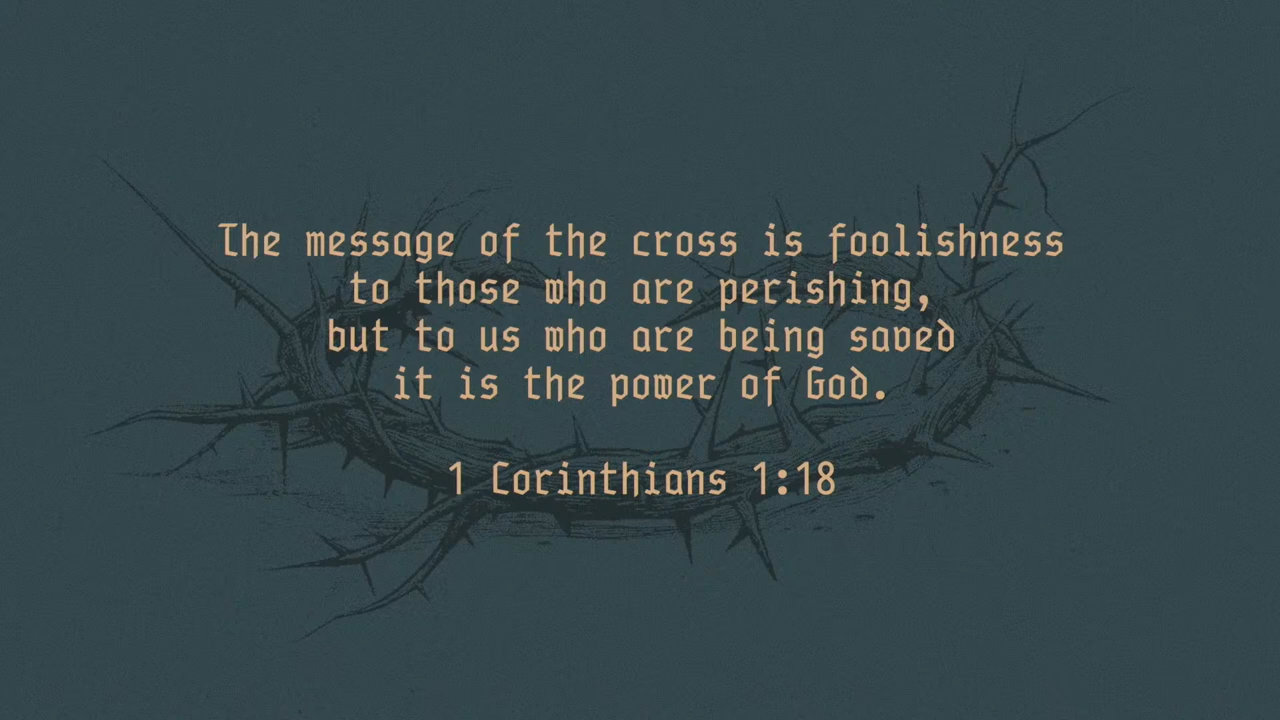 The message of the cross is foolishness
to those who are perishing,
but to us who are being saved
it is the power of God.
1 Corinthians 1:18